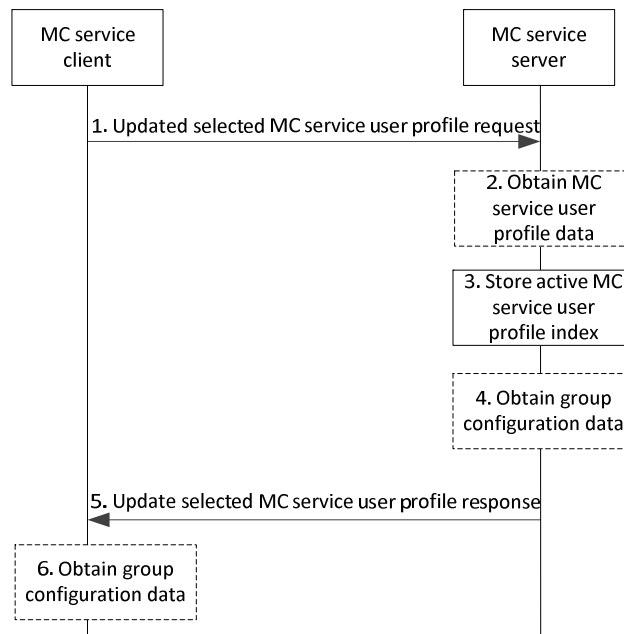 MC service
client
MC service
server
1. Updated selected MC service user profile request
2. Obtain MC
service user
profile data
3. Store active MC
service user
profile index
4. Obtain group
configuration data
5. Update selected MC service user profile response
6. Obtain group
configuration data